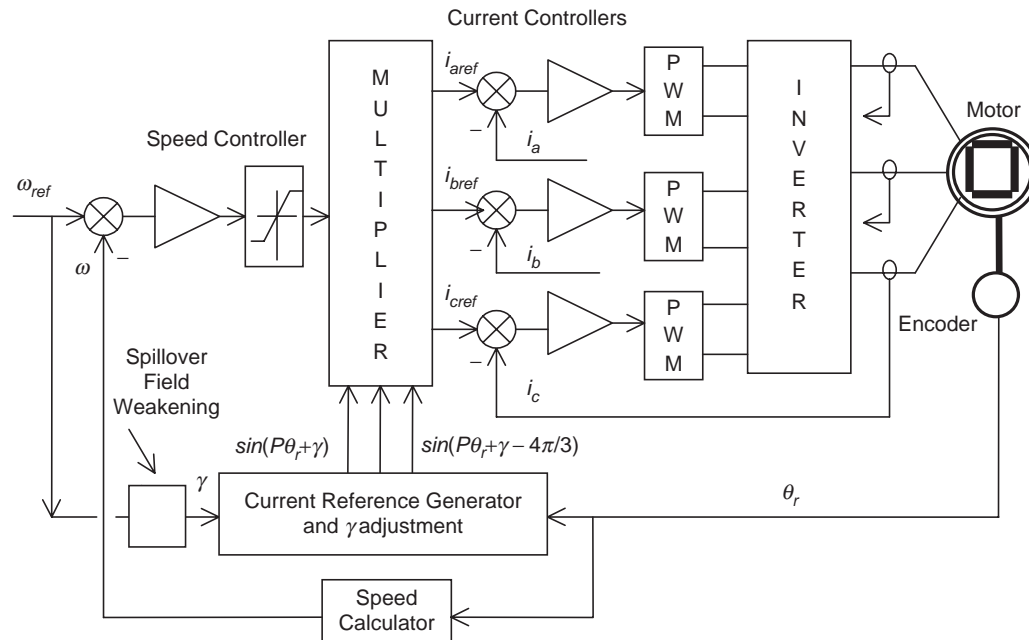 Current Controllers
Speed Controller
ω_ref
ω
–
M
U
L
T
I
P
L
I
E
R
i_aref
–
i_a
P
W
M
i_bref
–
i_b
P
W
M
i_cref
–
i_c
P
W
M
I
N
V
E
R
T
E
R
Motor
Encoder
Spillover
Field
Weakening
γ
sin(Pθ_r+γ)
sin(Pθ_r+γ – 4π/3)
Current Reference Generator
and γ adjustment
θ_r
Speed
Calculator